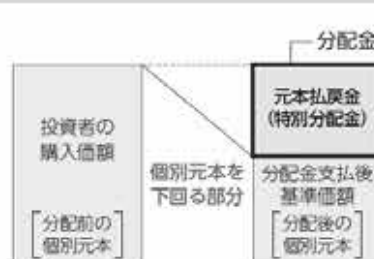 分配金
元本払戻金
(特別分配金)
投資者の
購入価額
個別元本を
下回る部分
分配金支払後
基準価額
分配前の
個別元本
分配後の
個別元本